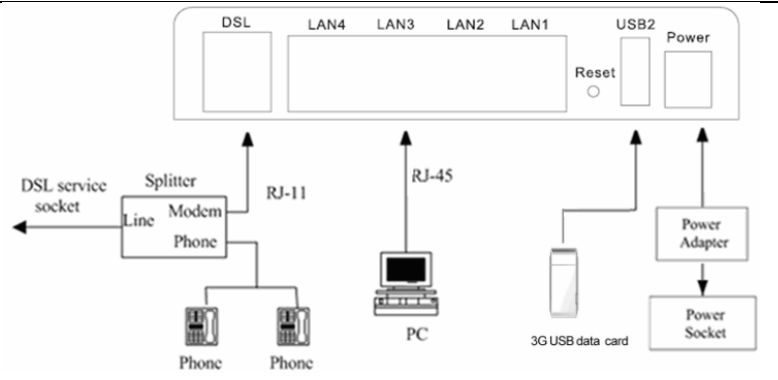 DSL LAN4 LAN3 LAN2 LAN1 USB2 Power
Reset
DSL service
socket
Splitter
Line
Modem
Phone
RJ-11
RJ-45
Phone
Phone
PC
3G USB data card
Power
Adapter
Power
Socket